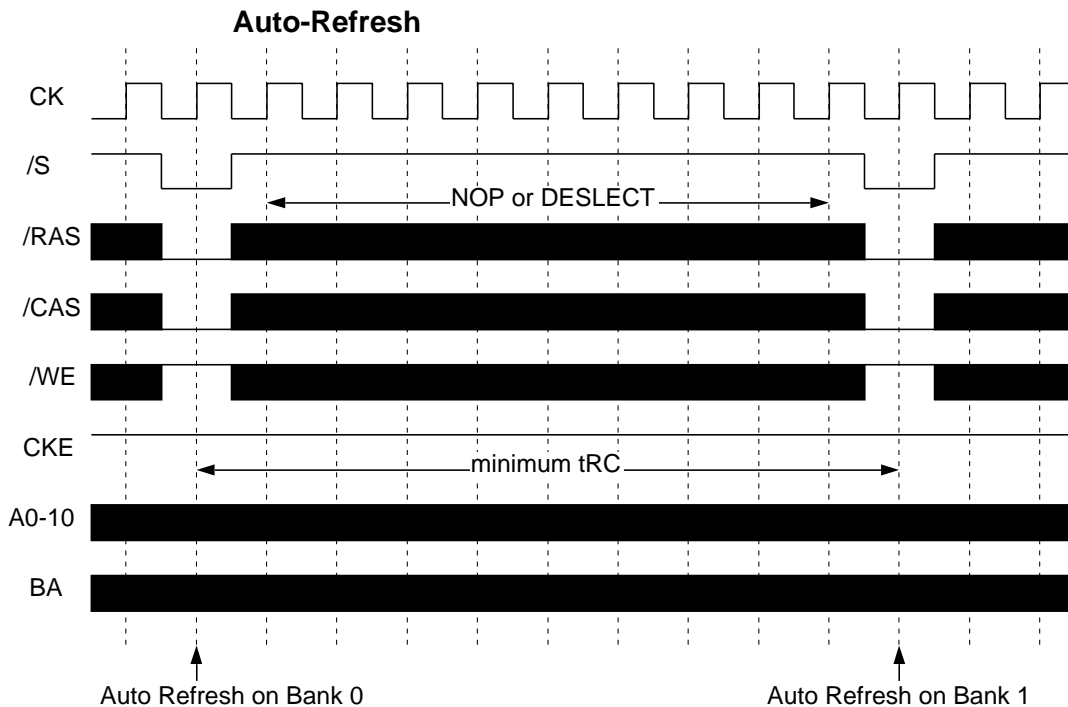 Auto-Refresh
CK
/S
NOP or DESLECT
/RAS
/CAS
/WE
CKE
minimum tRC
A0-10
BA
Auto Refresh on Bank 0
Auto Refresh on Bank 1